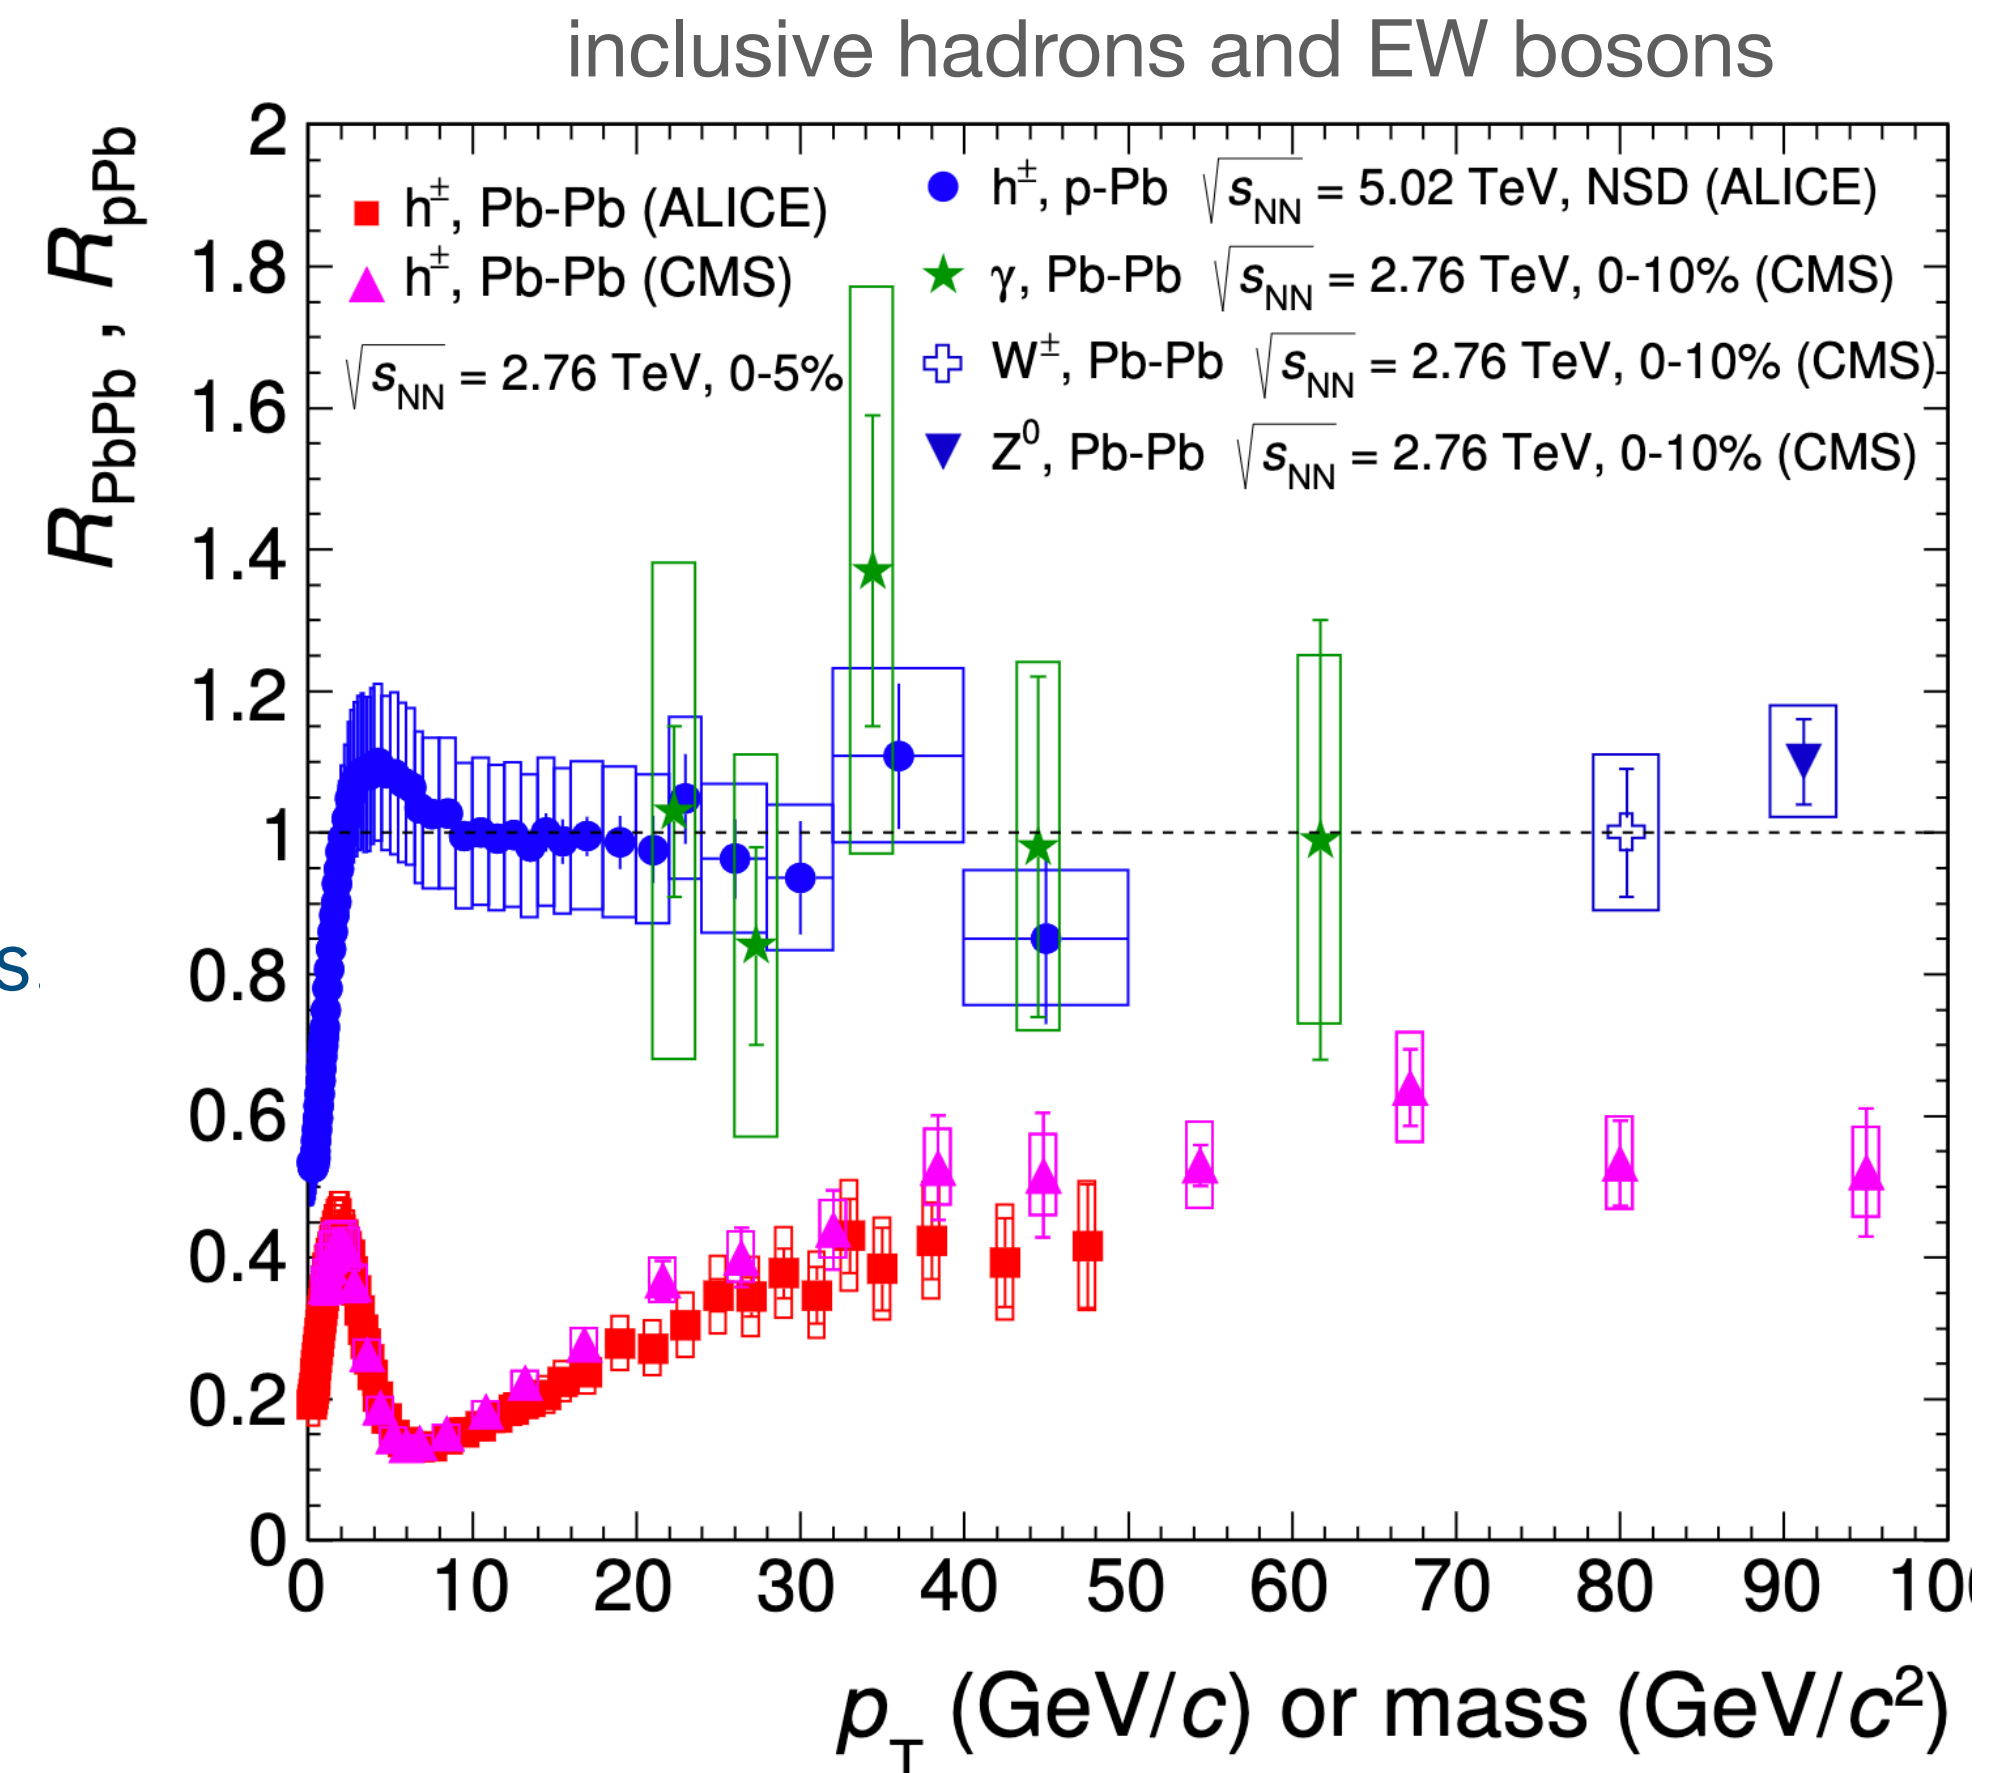 inclusive hadrons and EW bosons
R_PbPb , R_pPb
h±, Pb-Pb (ALICE)
h±, Pb-Pb (CMS)
√s_NN = 2.76 TeV, 0-5%
h±, p-Pb √s_NN = 5.02 TeV, NSD (ALICE)
γ, Pb-Pb √s_NN = 2.76 TeV, 0-10% (CMS)
W±, Pb-Pb √s_NN = 2.76 TeV, 0-10% (CMS)
Z⁰, Pb-Pb √s_NN = 2.76 TeV, 0-10% (CMS)
2
1.8
1.6
1.4
1.2
1
0.8
0.6
0.4
0.2
0
s.
0 10 20 30 40 50 60 70 80 90 100
p_T (GeV/c) or mass (GeV/c²)